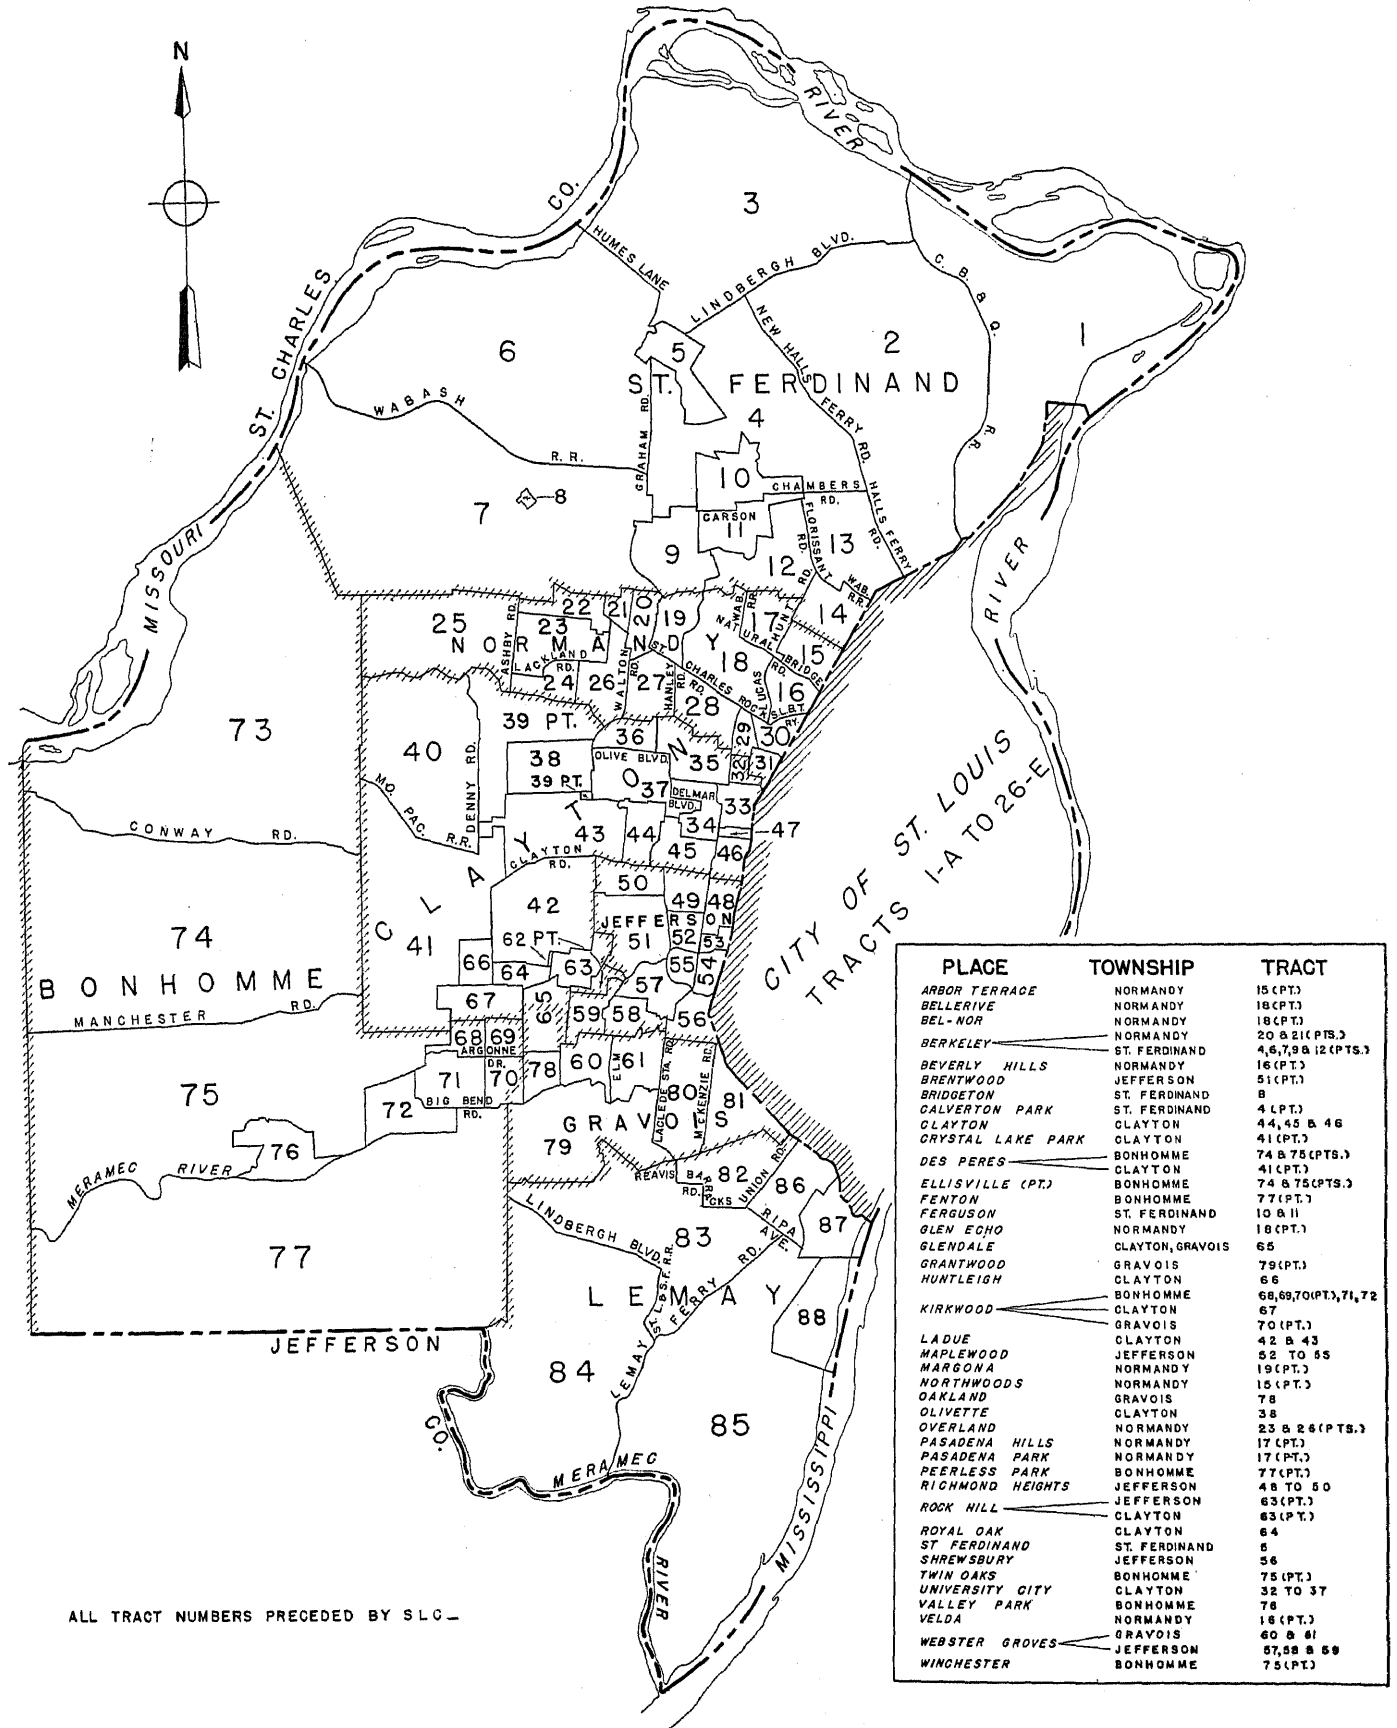 N
RIVER
ST. CHARLES CO.
3
HUMES LANE
LINDBERGH BLVD.
C. B. & Q. R.R.
NEW HALLS FERRY RD.
6
5
2
1
ST. FERDINAND
WABASH R. R.
GRAHAM RD.
4
10
CHAMBERS RD.
HALLS FERRY RD.
7
8
CARSON
11
FLORISSANT RD.
13
9
12
WAB. R.R.
MISSOURI
RIVER
25
ASHBY RD.
22
21
20
19
WAB. R.R.
17
HUNT
RD.
14
23
NORMANDY
NATURAL BRIDGE RD.
15
LACKLAND RD.
24
26
WALTON RD.
27
HANLEY RD.
ST. CHARLES ROCK RD.
18
LUCAS
16
S.L.B.T. RY.
28
73
40
DENNY RD.
39 PT.
36
29
30
38
OLIVE BLVD.
35
32
31
39 PT.
37
DELMAR BLVD.
33
MO. PAC. R.R.
CONWAY RD.
34
47
43
44
45
46
CLAYTON RD.
CLAYTON
50
42
49
48
74
41
JEFFERSON
51
52
53
62 PT.
66
64
63
55
54
BONHOMME
57
67
65
59
58
56
MANCHESTER RD.
68
69
ARGONNE DR.
60
ELM
61
LACLEDE STA. RD.
McKENZIE RD.
71
70
78
80
81
75
72
BIG BEND RD.
GRAVOIS
76
79
MERAMEC RIVER
REAVIS BARRACKS RD.
82
UNION RD.
86
77
LINDBERGH BLVD.
83
RIPA AVE.
87
ST. L. & S. F. R.R.
LEMAY
LEMAY FERRY RD.
88
JEFFERSON CO.
84
85
MERAMEC RIVER
MISSISSIPPI
RIVER
CITY OF ST. LOUIS
TRACTS 1-A TO 26-E
PLACE TOWNSHIP TRACT
ARBOR TERRACE NORMANDY 15(PT.)
BELLERIVE NORMANDY 18(PT.)
BEL-NOR NORMANDY 18(PT.)
BERKELEY NORMANDY 20 & 21(PTS.)
ST. FERDINAND 4,6,7,9 & 12(PTS.)
BEVERLY HILLS NORMANDY 16(PT.)
BRENTWOOD JEFFERSON 51(PT.)
BRIDGETON ST. FERDINAND 8
CALVERTON PARK ST. FERDINAND 4(PT.)
CLAYTON CLAYTON 44,45 & 46
CRYSTAL LAKE PARK CLAYTON 41(PT.)
DES PERES BONHOMME 74 & 75(PTS.)
CLAYTON 41(PT.)
ELLISVILLE (PT.) BONHOMME 74 & 75(PTS.)
FENTON BONHOMME 77(PT.)
FERGUSON ST. FERDINAND 10 & 11
GLEN ECHO NORMANDY 18(PT.)
GLENDALE CLAYTON, GRAVOIS 65
GRANTWOOD GRAVOIS 79(PT.)
HUNTLEIGH CLAYTON 66
KIRKWOOD BONHOMME 68,69,70(PT.),71,72
CLAYTON 67
GRAVOIS 70(PT.)
LADUE CLAYTON 42 & 43
MAPLEWOOD JEFFERSON 52 TO 55
MARGONA NORMANDY 19(PT.)
NORTHWOODS NORMANDY 15(PT.)
OAKLAND GRAVOIS 78
OLIVETTE CLAYTON 38
OVERLAND NORMANDY 23 & 26(PTS.)
PASADENA HILLS NORMANDY 17(PT.)
PASADENA PARK NORMANDY 17(PT.)
PEERLESS PARK BONHOMME 77(PT.)
RICHMOND HEIGHTS JEFFERSON 48 TO 50
ROCK HILL JEFFERSON 63(PT.)
CLAYTON 63(PT.)
ROYAL OAK CLAYTON 64
ST FERDINAND ST. FERDINAND 5
SHREWSBURY JEFFERSON 56
TWIN OAKS BONHOMME 75(PT.)
UNIVERSITY CITY CLAYTON 32 TO 37
VALLEY PARK BONHOMME 76
VELDA NORMANDY 16(PT.)
WEBSTER GROVES GRAVOIS 60 & 61
JEFFERSON 57,58 & 59
WINCHESTER BONHOMME 75(PT.)
ALL TRACT NUMBERS PRECEDED BY SLC_